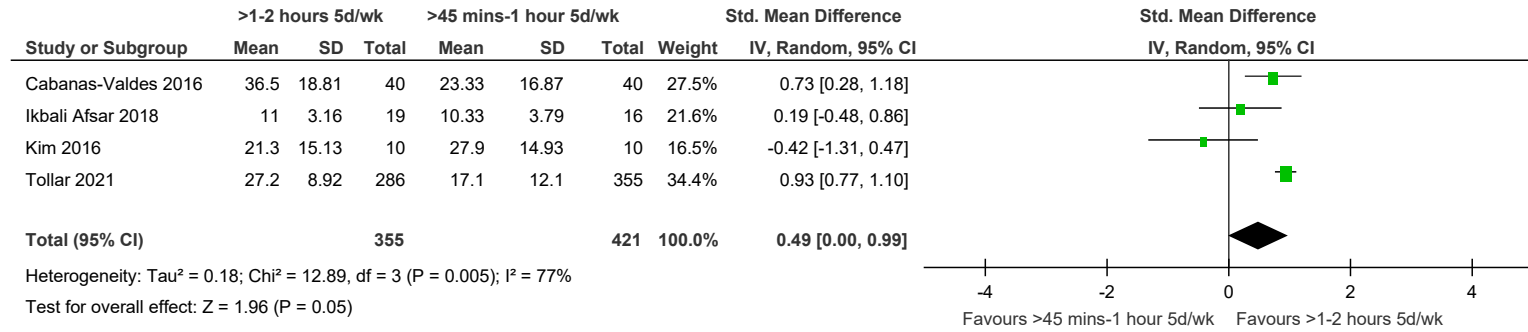 >1-2 hours 5d/wk >45 mins-1 hour 5d/wk Std. Mean Difference Std. Mean Difference
Study or Subgroup Mean SD Total Mean SD Total Weight IV, Random, 95% CI IV, Random, 95% CI
Cabanas-Valdes 2016 36.5 18.81 40 23.33 16.87 40 27.5% 0.73 [0.28, 1.18]
Ikbali Afsar 2018 11 3.16 19 10.33 3.79 16 21.6% 0.19 [-0.48, 0.86]
Kim 2016 21.3 15.13 10 27.9 14.93 10 16.5% -0.42 [-1.31, 0.47]
Tollar 2021 27.2 8.92 286 17.1 12.1 355 34.4% 0.93 [0.77, 1.10]
Total (95% CI) 355 421 100.0% 0.49 [0.00, 0.99]
Heterogeneity: Tau² = 0.18; Chi² = 12.89, df = 3 (P = 0.005); I² = 77%
Test for overall effect: Z = 1.96 (P = 0.05)
-4 -2 0 2 4
Favours >45 mins-1 hour 5d/wk Favours >1-2 hours 5d/wk